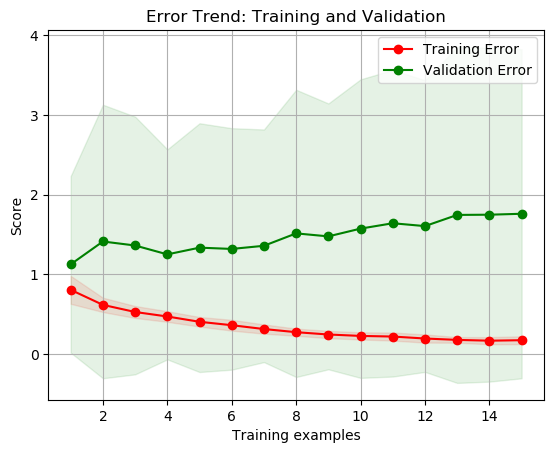 Error Trend: Training and Validation
Training Error
Validation Error
4
3
2
1
0
Score
2 4 6 8 10 12 14
Training examples